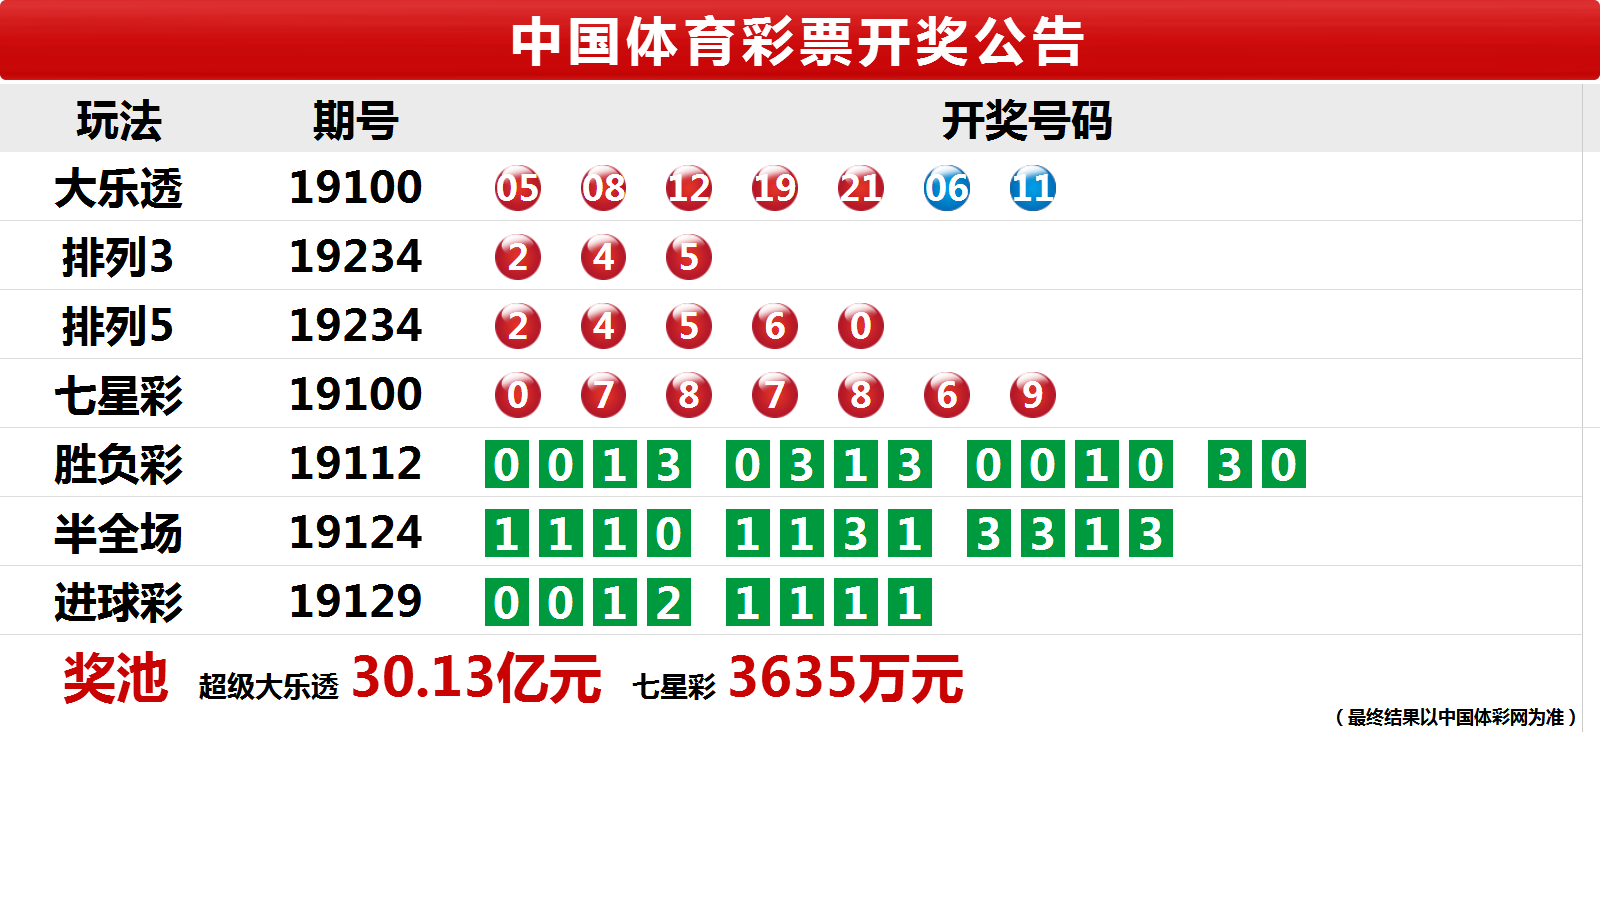 中国体育彩票开奖公告
玩法 期号 开奖号码
大乐透 19100 05 08 12 19 21 06 11
排列3 19234 2 4 5
排列5 19234 2 4 5 6 0
七星彩 19100 0 7 8 7 8 6 9
胜负彩 19112 0 0 1 3 0 3 1 3 0 0 1 0 3 0
半全场 19124 1 1 1 0 1 1 3 1 3 3 1 3
进球彩 19129 0 0 1 2 1 1 1 1
奖池 超级大乐透 30.13亿元 七星彩 3635万元
（最终结果以中国体彩网为准）